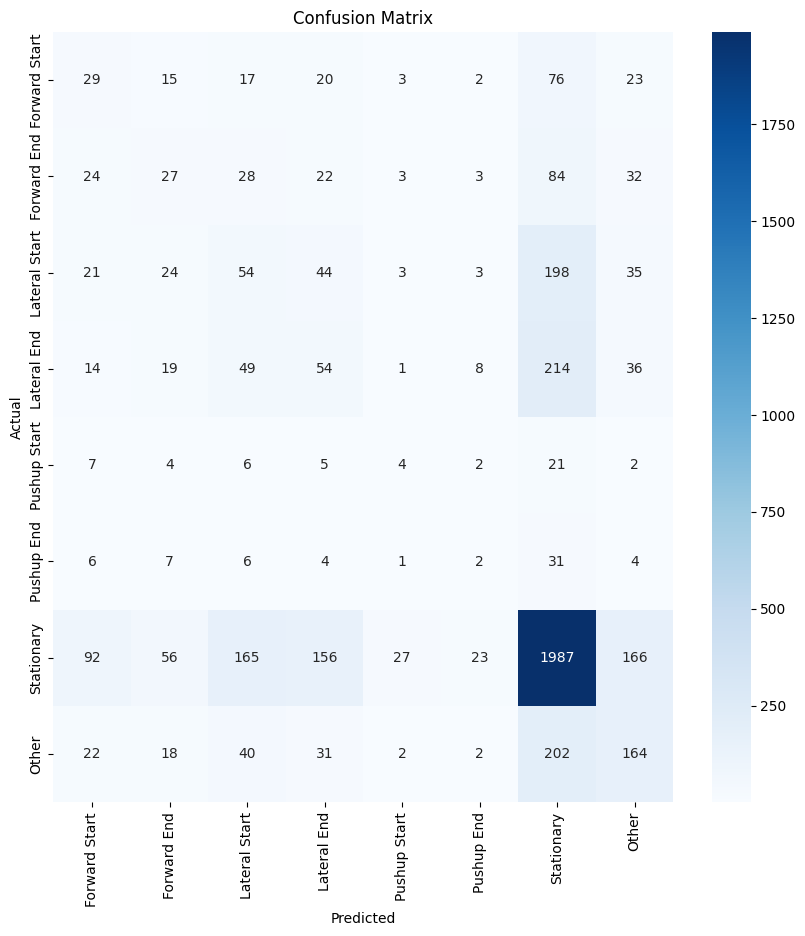 Confusion Matrix
Actual
Forward Start 29 15 17 20 3 2 76 23
Forward End 24 27 28 22 3 3 84 32
Lateral Start 21 24 54 44 3 3 198 35
Lateral End 14 19 49 54 1 8 214 36
Pushup Start 7 4 6 5 4 2 21 2
Pushup End 6 7 6 4 1 2 31 4
Stationary 92 56 165 156 27 23 1987 166
Other 22 18 40 31 2 2 202 164
Forward Start
Forward End
Lateral Start
Lateral End
Pushup Start
Pushup End
Stationary
Other
Predicted
1750
1500
1250
1000
750
500
250